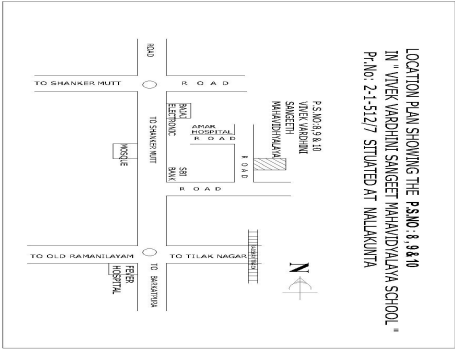 LOCATION PLAN SHOWING THE P.S.NO: 8, 9 & 10
IN " VIVEK VARDHINI SANGEET MAHAVIDYALAYA SCHOOL"
Pr.No: 2-1-512/7 SITUATED AT NALLAKUNTA
ROAD
TO SHANKER MUTT
R O A D
BADAI
ELECTRONIC
AMAR
HOSPITAL
R O A D
P.S.NO:8,9 & 10
VIVEK VARDHINI
SANGEETH
MAHAVIDHYALAYA
TO SHANKER MUTT
MOSQUE
SBI
BANK
R O A D
R O A D
TO OLD RAMANILAYAM
TO TILAK NAGAR
N
FEVER
HOSPITAL
TO BARKATPURA